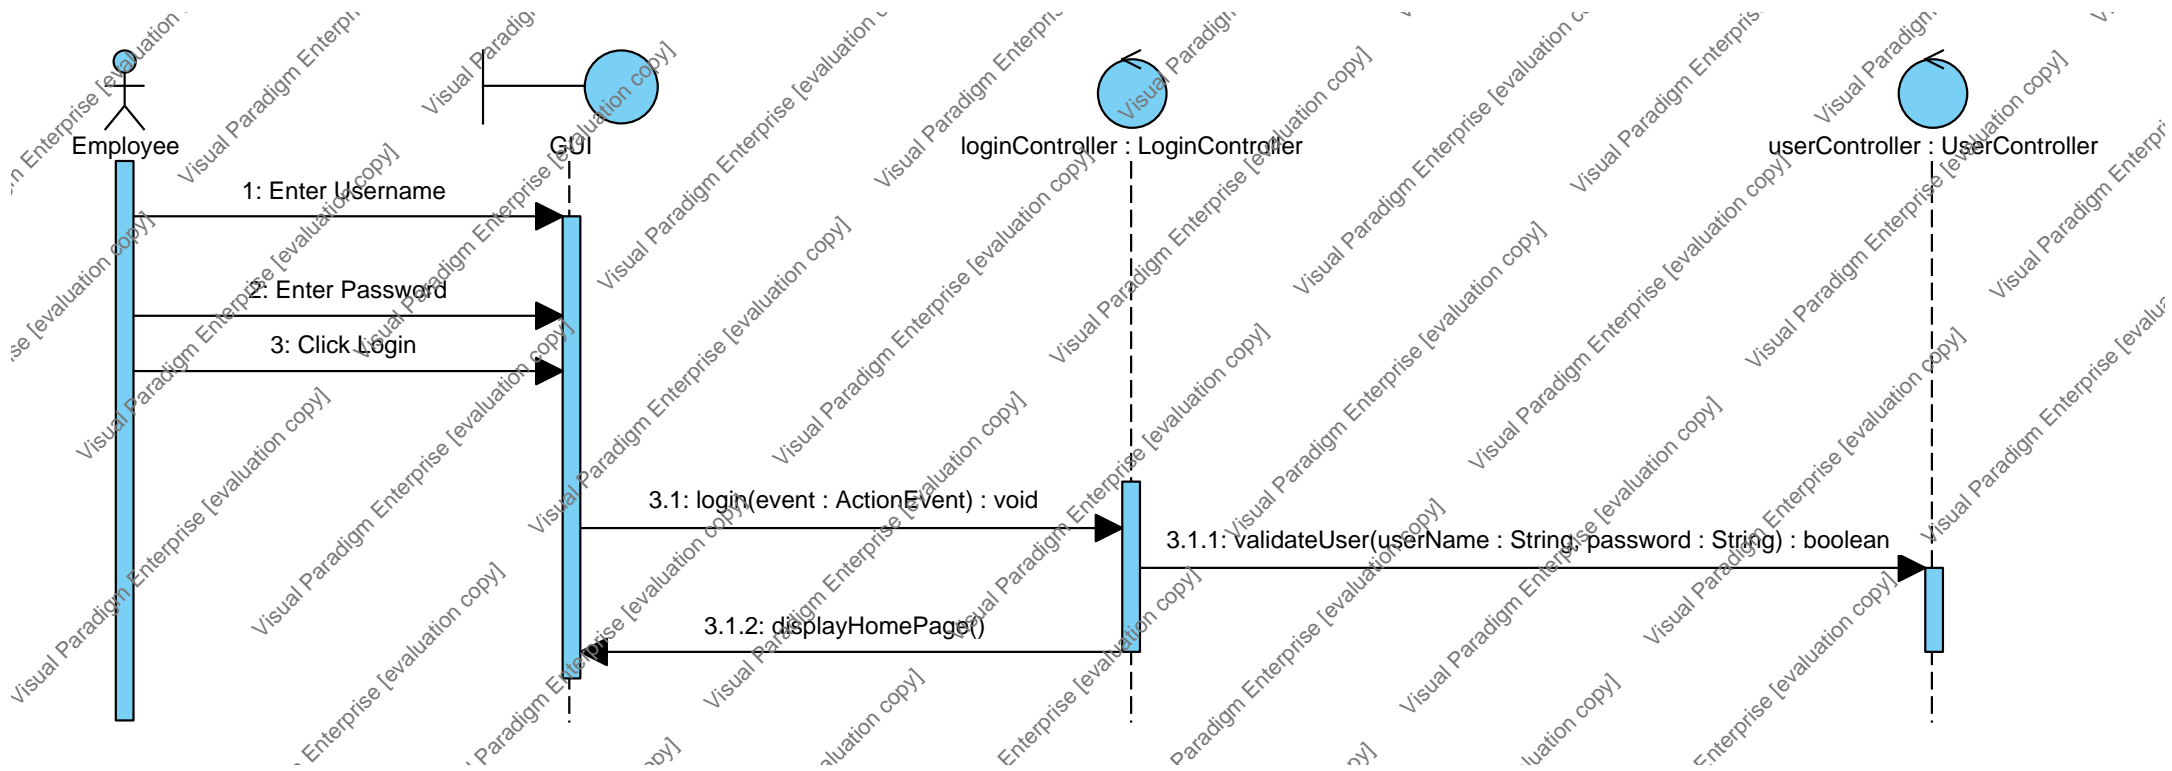 Employee
GUI
loginController : LoginController
userController : UserController
1: Enter Username
2: Enter Password
3: Click Login
3.1: login(event : ActionEvent) : void
3.1.1: validateUser(userName : String, password : String) : boolean
3.1.2: displayHomePage()
Visual Paradigm Enterprise [evaluation copy]